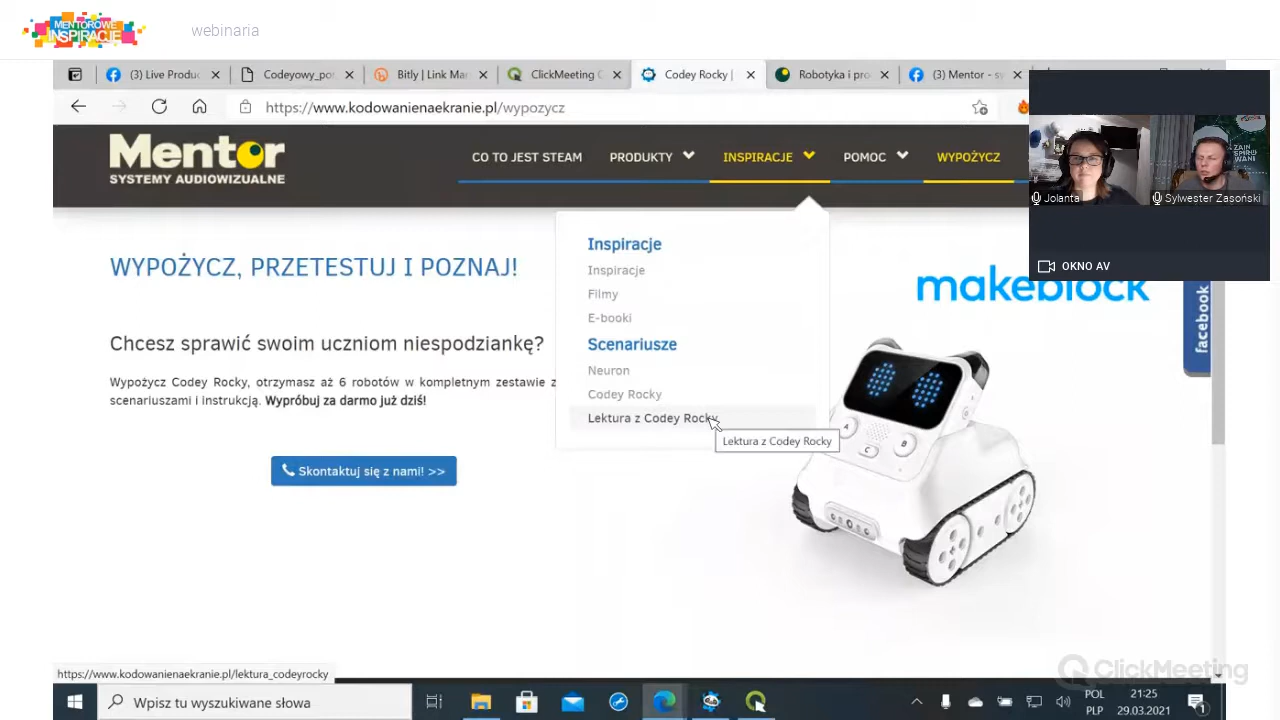 MENTOROWE
INSPIRACJE
webinaria
(3) Live Produc
Codeyowy_po
Bitly | Link Ma
ClickMeeting
Codey Rocky |
Robotyka i pro
(3) Mentor - sy
https://www.kodowanienaekranie.pl/wypozycz
Mentor
SYSTEMY AUDIOWIZUALNE
CO TO JEST STEAM
PRODUKTY
INSPIRACJE
POMOC
WYPOŻYCZ
Jolanta
Sylwester Zasoński
OKNO AV
WYPOŻYCZ, PRZETESTUJ I POZNAJ!
Inspiracje
Inspiracje
Filmy
E-booki
Scenariusze
Neuron
Codey Rocky
Lektura z Codey Rocky
Lektura z Codey Rocky
makeblock
facebook
Chcesz sprawić swoim uczniom niespodziankę?
Wypożycz Codey Rocky, otrzymasz aż 6 robotów w kompletnym zestawie z
scenariuszami i instrukcją. Wypróbuj za darmo już dziś!
Skontaktuj się z nami! >>
A
B
C
https://www.kodowanienaekranie.pl/lektura_codeyrocky
ClickMeeting
Wpisz tu wyszukiwane słowa
POL
PLP
21:25
29.03.2021
1